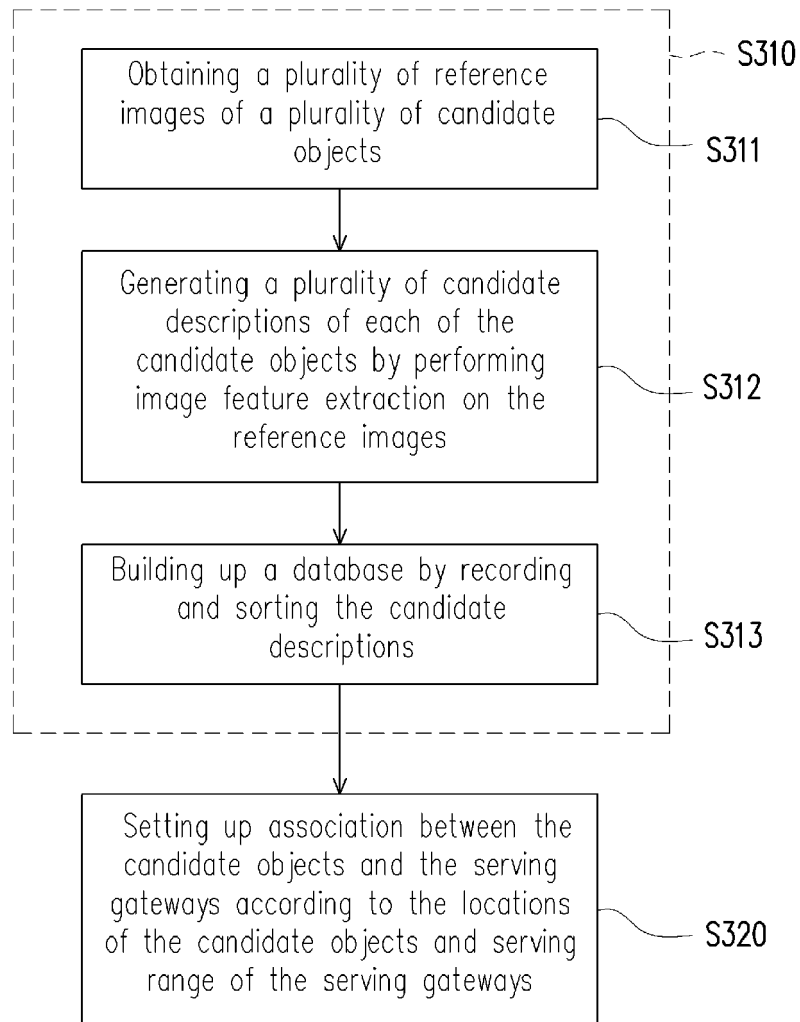 S310
Obtaining a plurality of reference
images of a plurality of candidate
objects
S311
Generating a plurality of candidate
descriptions of each of the
candidate objects by performing
image feature extraction on the
reference images
S312
Building up a database by recording
and sorting the candidate
descriptions
S313
Setting up association between the
candidate objects and the serving
gateways according to the locations
of the candidate objects and serving
range of the serving gateways
S320